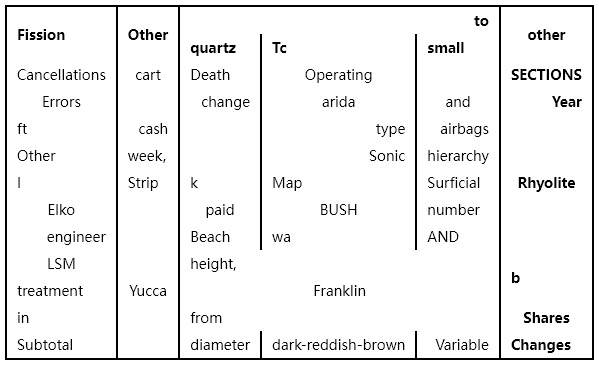 to
Fission Other other
quartz Tc small
Cancellations cart Death Operating SECTIONS
Errors change arida and Year
ft cash type airbags
Other week, Sonic hierarchy
l Strip k Map Surficial Rhyolite
Elko paid BUSH number
engineer Beach wa AND
LSM height,
b
treatment Yucca Franklin
in from Shares
Subtotal diameter dark-reddish-brown Variable Changes